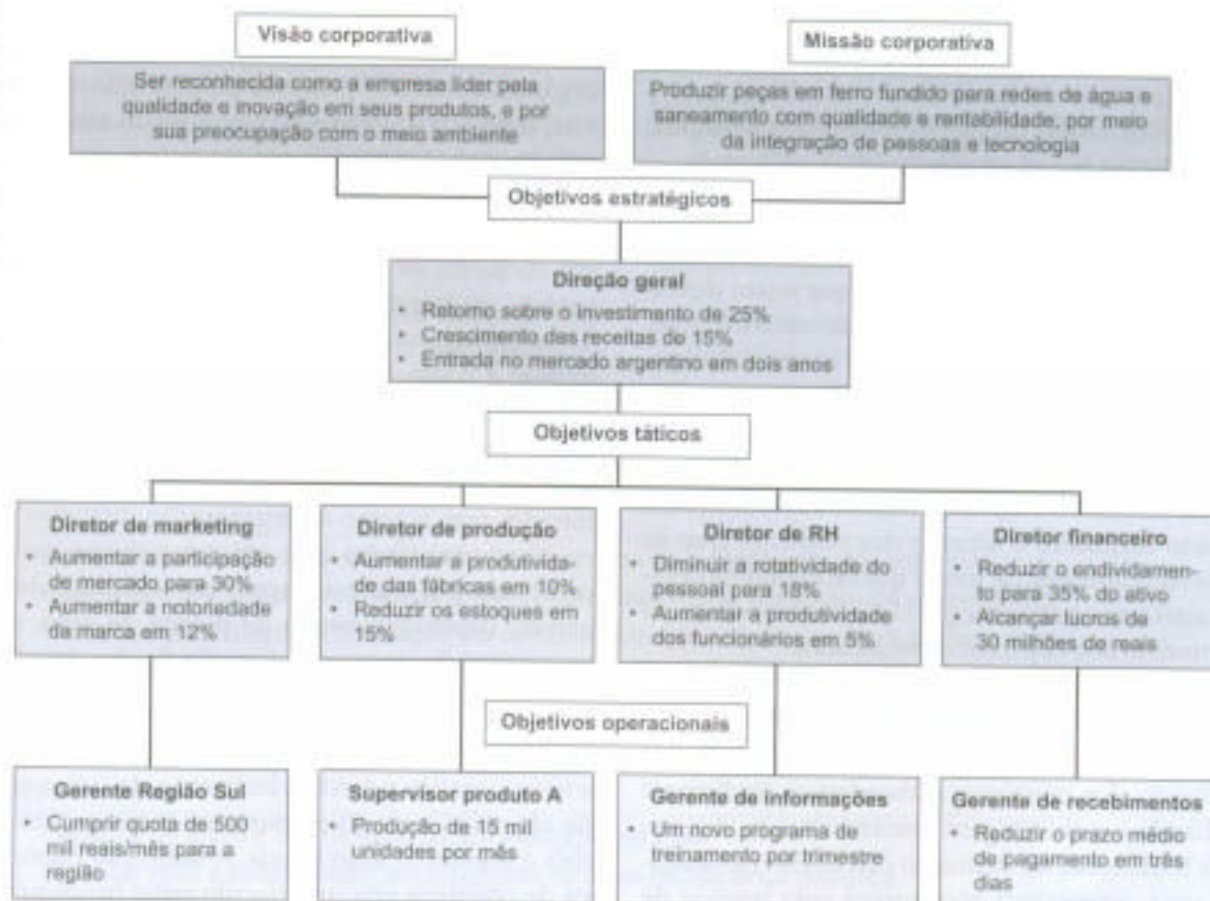 Visão corporativa
Ser reconhecida como a empresa líder pela
qualidade e inovação em seus produtos, e por
sua preocupação com o meio ambiente
Missão corporativa
Produzir peças em ferro fundido para redes de água e
saneamento com qualidade e rentabilidade, por meio
da integração de pessoas e tecnologia
Objetivos estratégicos
Direção geral
• Retorno sobre o investimento de 25%
• Crescimento das receitas de 15%
• Entrada no mercado argentino em dois anos
Objetivos táticos
Diretor de marketing
• Aumentar a participação
de mercado para 30%
• Aumentar a notoriedade
da marca em 12%
Diretor de produção
• Aumentar a produtivida-
de das fábricas em 10%
• Reduzir os estoques em
15%
Diretor de RH
• Diminuir a rotatividade do
pessoal para 18%
• Aumentar a produtividade
dos funcionários em 5%
Diretor financeiro
• Reduzir o endividamen-
to para 35% do ativo
• Alcançar lucros de
30 milhões de reais
Objetivos operacionais
Gerente Região Sul
• Cumprir quota de 500
mil reais/mês para a
região
Supervisor produto A
• Produção de 15 mil
unidades por mês
Gerente de informações
• Um novo programa de
treinamento por trimestre
Gerente de recebimentos
• Reduzir o prazo médio
de pagamento em três
dias